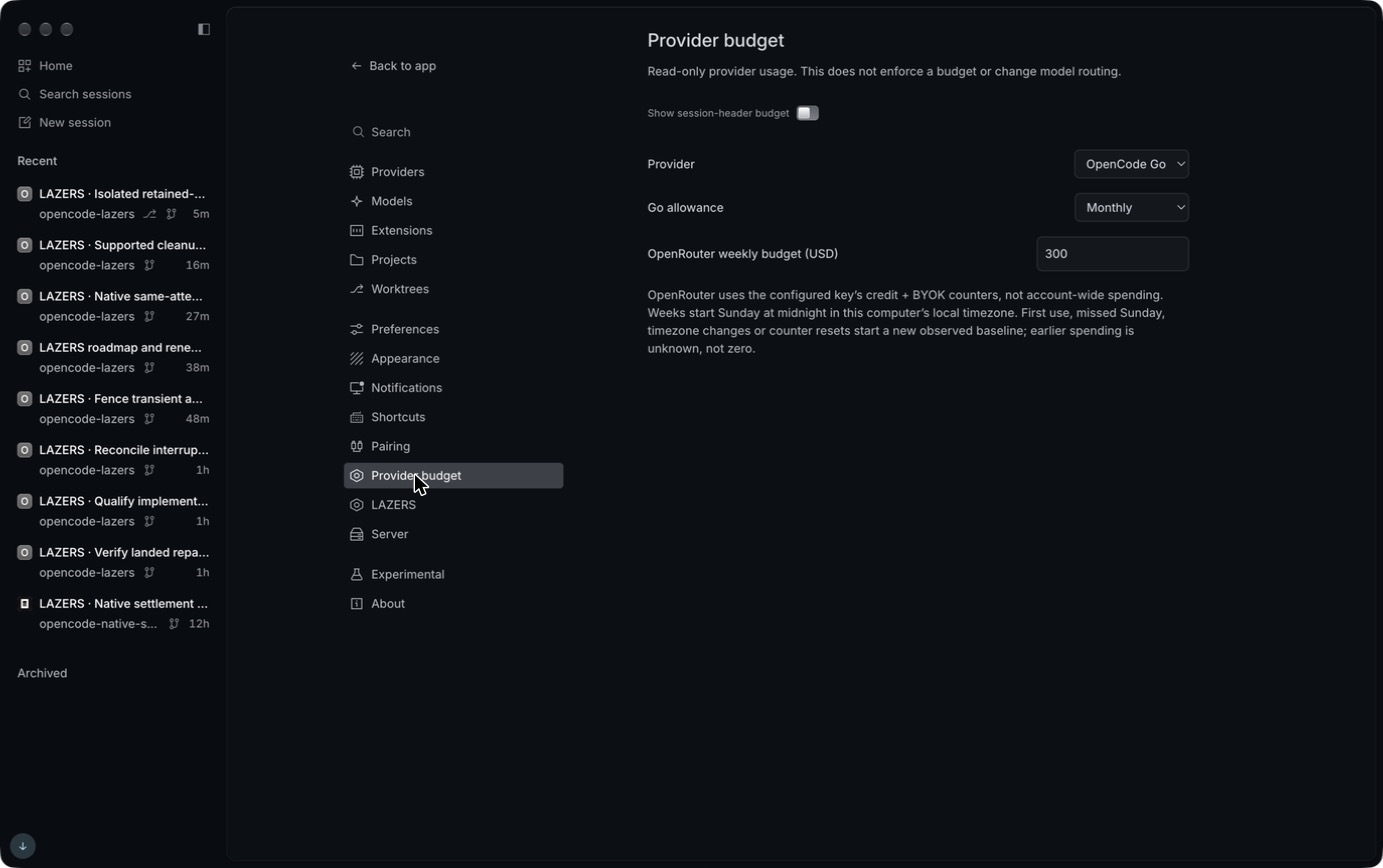 Home
Search sessions
New session
Recent
O LAZERS · Isolated retained-...
opencode-lazers 5m
O LAZERS · Supported cleanu...
opencode-lazers 16m
O LAZERS · Native same-atte...
opencode-lazers 27m
O LAZERS roadmap and rene...
opencode-lazers 38m
O LAZERS · Fence transient a...
opencode-lazers 48m
O LAZERS · Reconcile interrup...
opencode-lazers 1h
O LAZERS · Qualify implement...
opencode-lazers 1h
O LAZERS · Verify landed repa...
opencode-lazers 1h
LAZERS · Native settlement ...
opencode-native-s... 12h
Archived
Back to app
Search
Providers
Models
Extensions
Projects
Worktrees
Preferences
Appearance
Notifications
Shortcuts
Pairing
Provider budget
LAZERS
Server
Experimental
About
Provider budget
Read-only provider usage. This does not enforce a budget or change model routing.
Show session-header budget
Provider OpenCode Go
Go allowance Monthly
OpenRouter weekly budget (USD) 300
OpenRouter uses the configured key’s credit + BYOK counters, not account-wide spending.
Weeks start Sunday at midnight in this computer’s local timezone. First use, missed Sunday,
timezone changes or counter resets start a new observed baseline; earlier spending is
unknown, not zero.